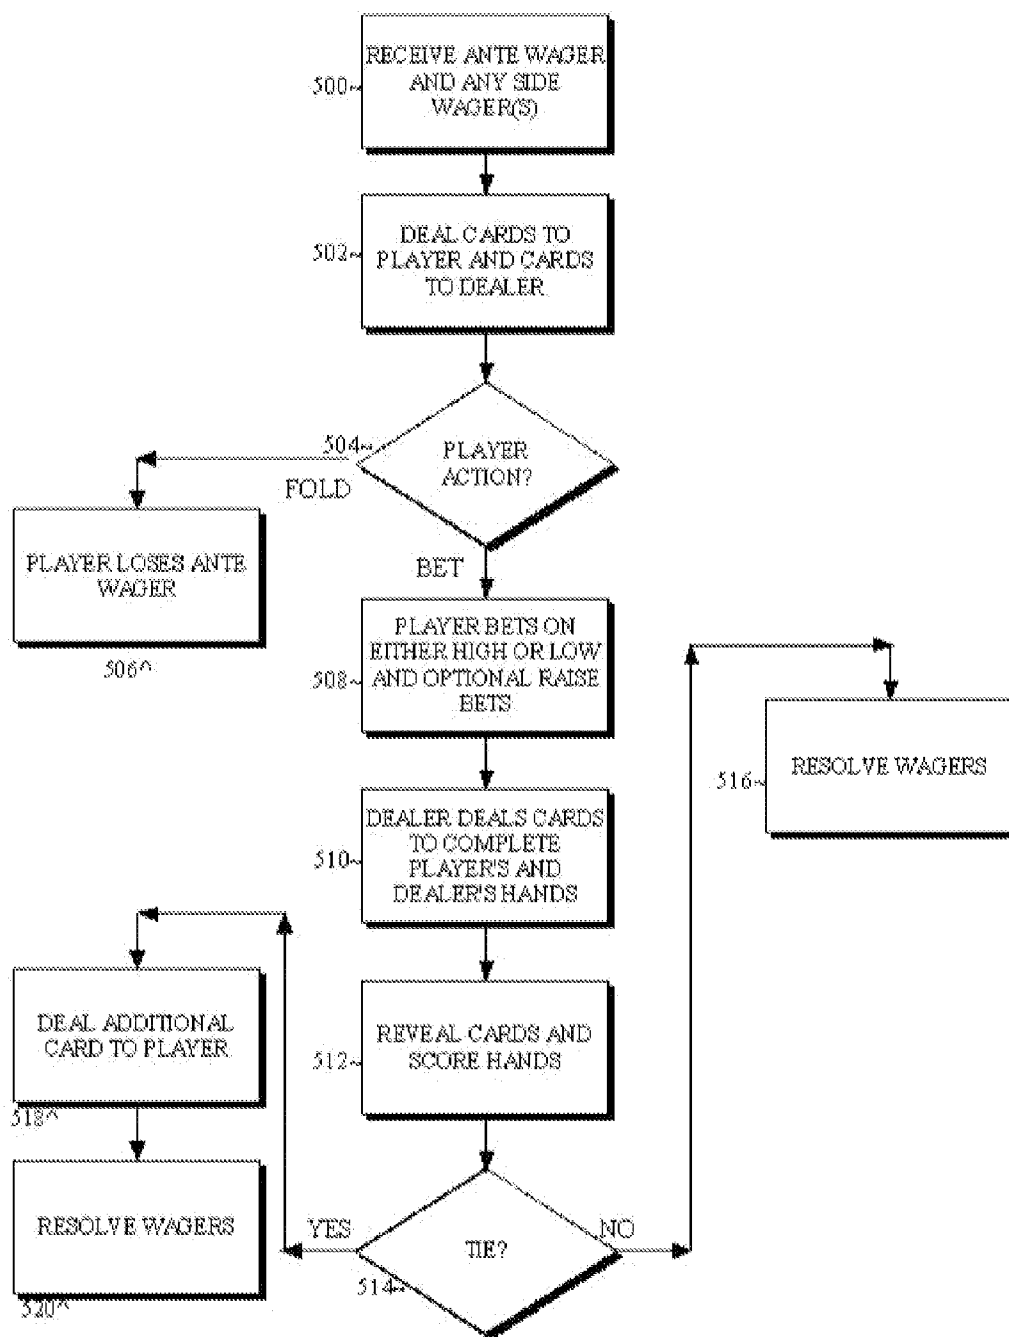 RECEIVE ANTE WAGER
AND ANY SIDE
WAGER(S)
500~
DEAL CARDS TO
PLAYER AND CARDS
TO DEALER
502~
504~
PLAYER
ACTION?
FOLD
BET
PLAYER LOSES ANTE
WAGER
506^
PLAYER BETS ON
EITHER HIGH OR LOW
AND OPTIONAL RAISE
BETS
508~
RESOLVE WAGERS
516~
DEALER DEALS CARDS
TO COMPLETE
PLAYER'S AND
DEALER'S HANDS
510~
REVEAL CARDS AND
SCORE HANDS
512~
DEAL ADDITIONAL
CARD TO PLAYER
518^
RESOLVE WAGERS
520^
YES
TIE?
NO
514~